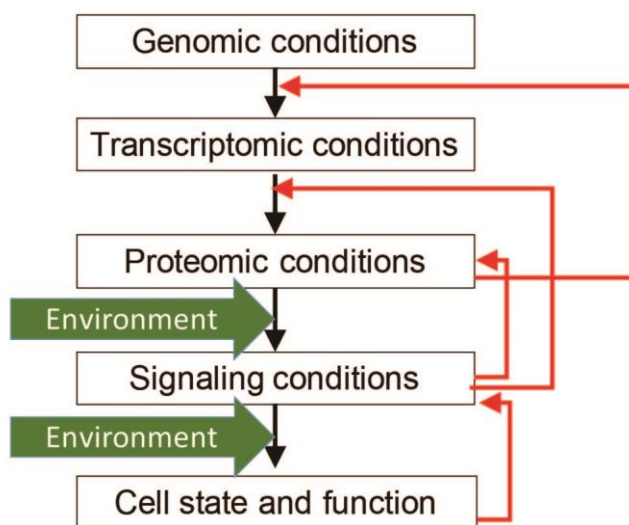 Genomic conditions
Transcriptomic conditions
Proteomic conditions
Environment
Signaling conditions
Environment
Cell state and function